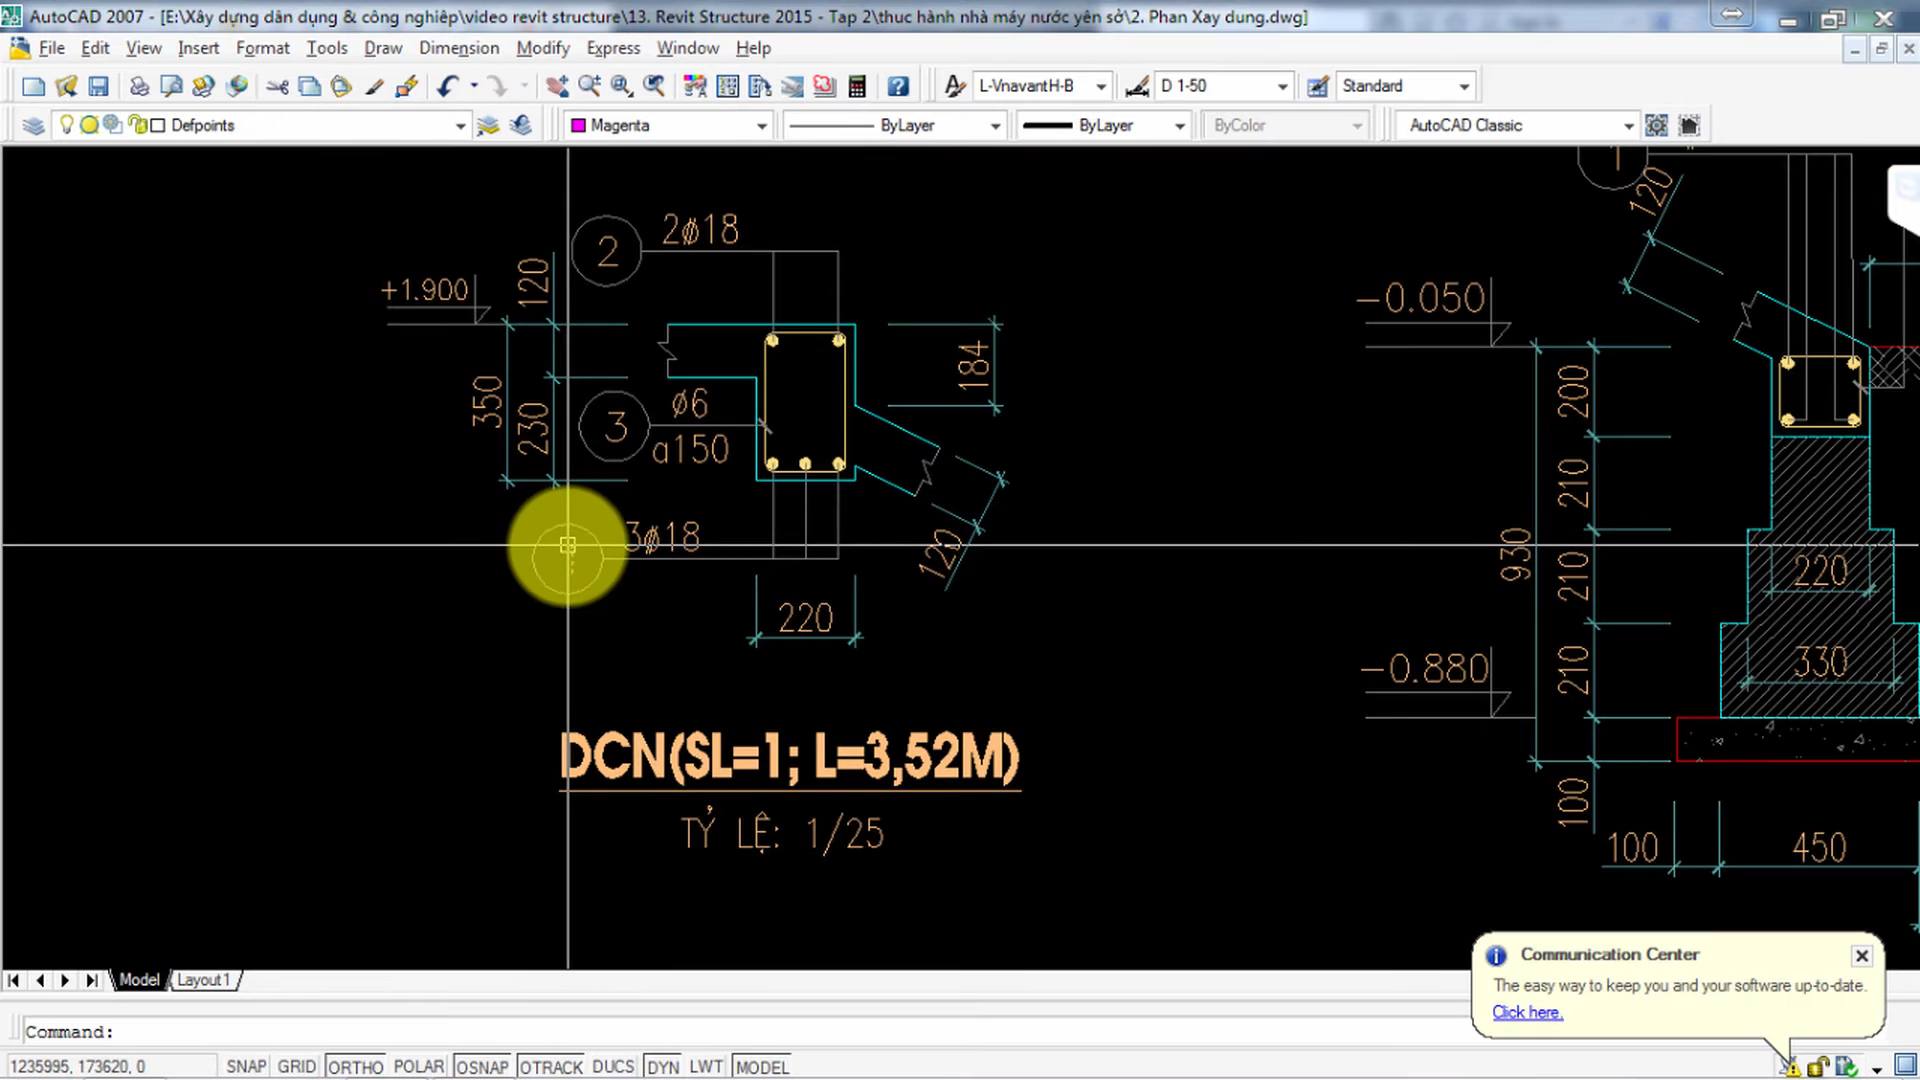 AutoCAD 2007 - [E:\Xây dựng dân dụng & công nghiệp\video revit structure\13. Revit Structure 2015 - Tap 2\thuc hành nhà máy nước yên sở\2. Phan Xay dung.dwg]
File Edit View Insert Format Tools Draw Dimension Modify Express Window Help
L-VnavantH-B D 1-50 Standard
Defpoints Magenta ByLayer ByLayer ByColor AutoCAD Classic
2 2ø18
+1.900
120
350
230
3 ø6
a150
184
3ø18
120
220
DCN(SL=1; L=3,52M)
TỶ LỆ: 1/25
1
120
-0.050
200
210
930
210
220
210
330
-0.880
100
100 450
Model Layout1
Communication Center
The easy way to keep you and your software up-to-date.
Click here.
Command:
1235995, 173620, 0 SNAP GRID ORTHO POLAR OSNAP OTRACK DUCS DYN LWT MODEL